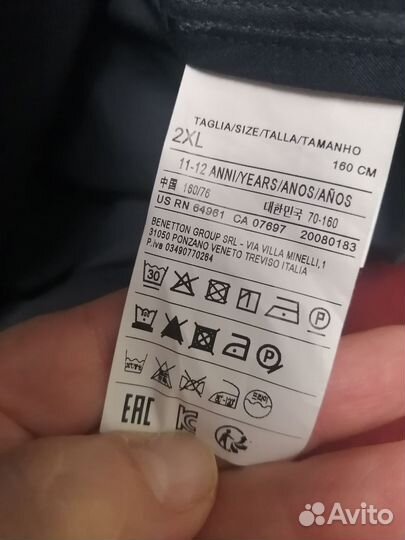 TAGLIA/SIZE/TALLA/TAMANHO
2XL 160 CM
11-12 ANNI/YEARS/ANOS/AÑOS
中国 160/76 대한민국 70-160
US RN 64961 CA 07697 20080183
BENETTON GROUP SRL - VIA VILLA MINELLI,1
31050 PONZANO VENETO TREVISO ITALIA
P.iva 03490770264
30 P
P
EAC
Avito